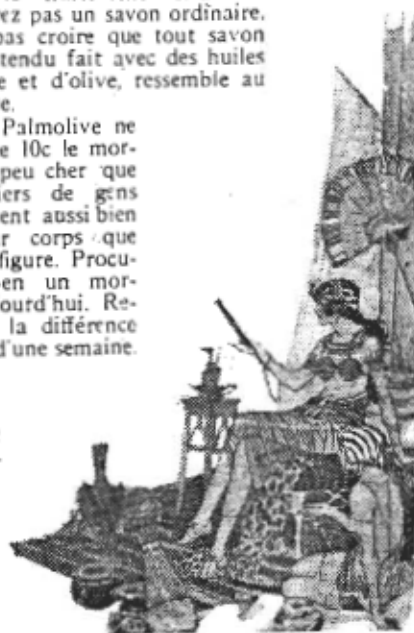 ez pas un savon ordinaire.
pas croire que tout savon
tendu fait avec des huiles
e et d'olive, ressemble au
e.
Palmolive ne
e 10c le mor-
peu cher que
iers de gens
ent aussi bien
r corps que
figure. Procu-
en un mor-
ourd'hui. Re-
la différence
d'une semaine.